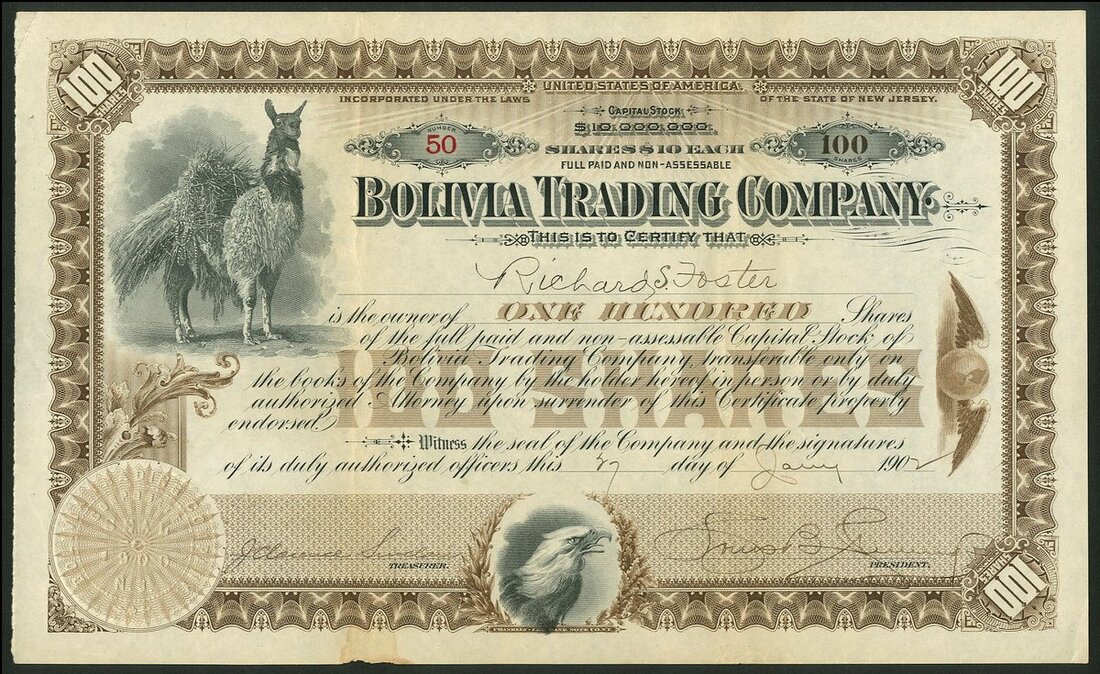 100 SHARES
100 SHARES
UNITED STATES OF AMERICA.
INCORPORATED UNDER THE LAWS
OF THE STATE OF NEW JERSEY.
CAPITAL STOCK
$10,000,000.
NUMBER
50
SHARES $10 EACH
100
SHARES
FULL PAID AND NON-ASSESSABLE
BOLIVIA TRADING COMPANY.
THIS IS TO CERTIFY THAT
Richard S. Foster
is the owner of ONE HUNDRED Shares
of the full paid and non-assessable Capital Stock of
Bolivia Trading Company, transferable only on
the books of the Company by the holder hereof in person or by duly
authorized Attorney upon surrender of this Certificate properly
endorsed.
100 SHARES
Witness the seal of the Company and the signatures
of its duly authorized officers this 27 day of Jany 1902
TREASURER.
PRESIDENT.
100 SHARES